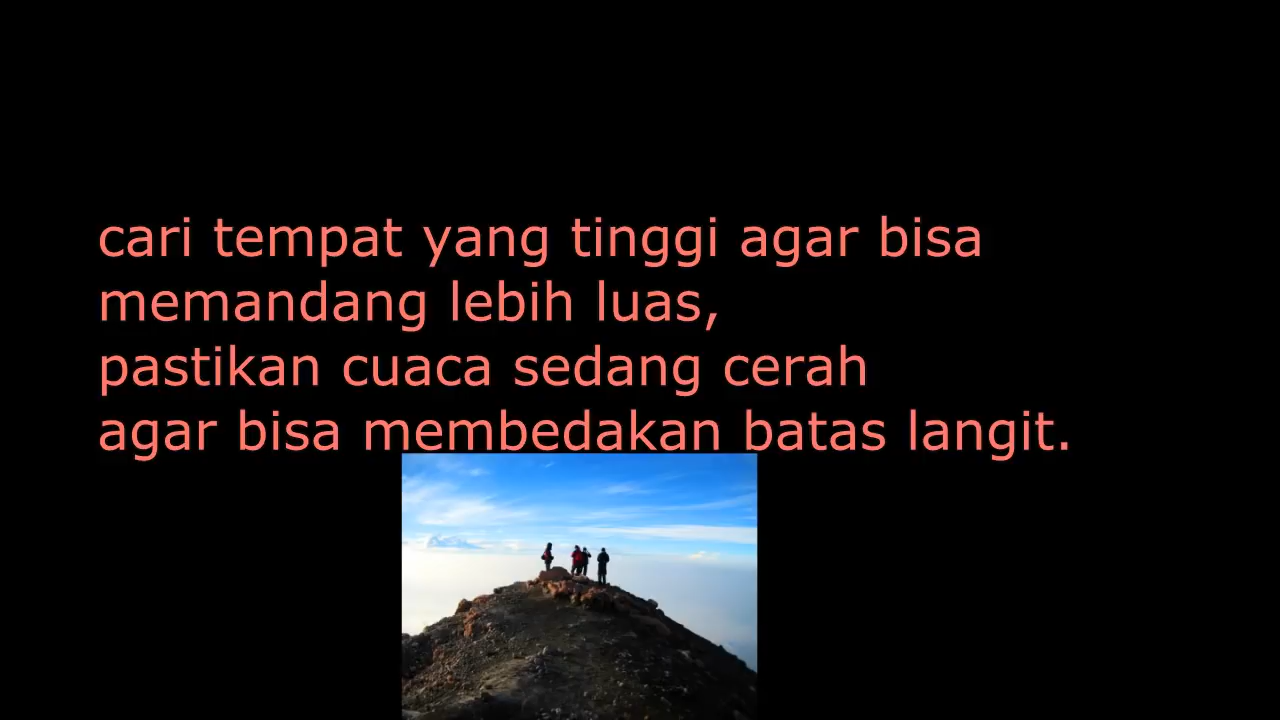 cari tempat yang tinggi agar bisa
memandang lebih luas,
pastikan cuaca sedang cerah
agar bisa membedakan batas langit.